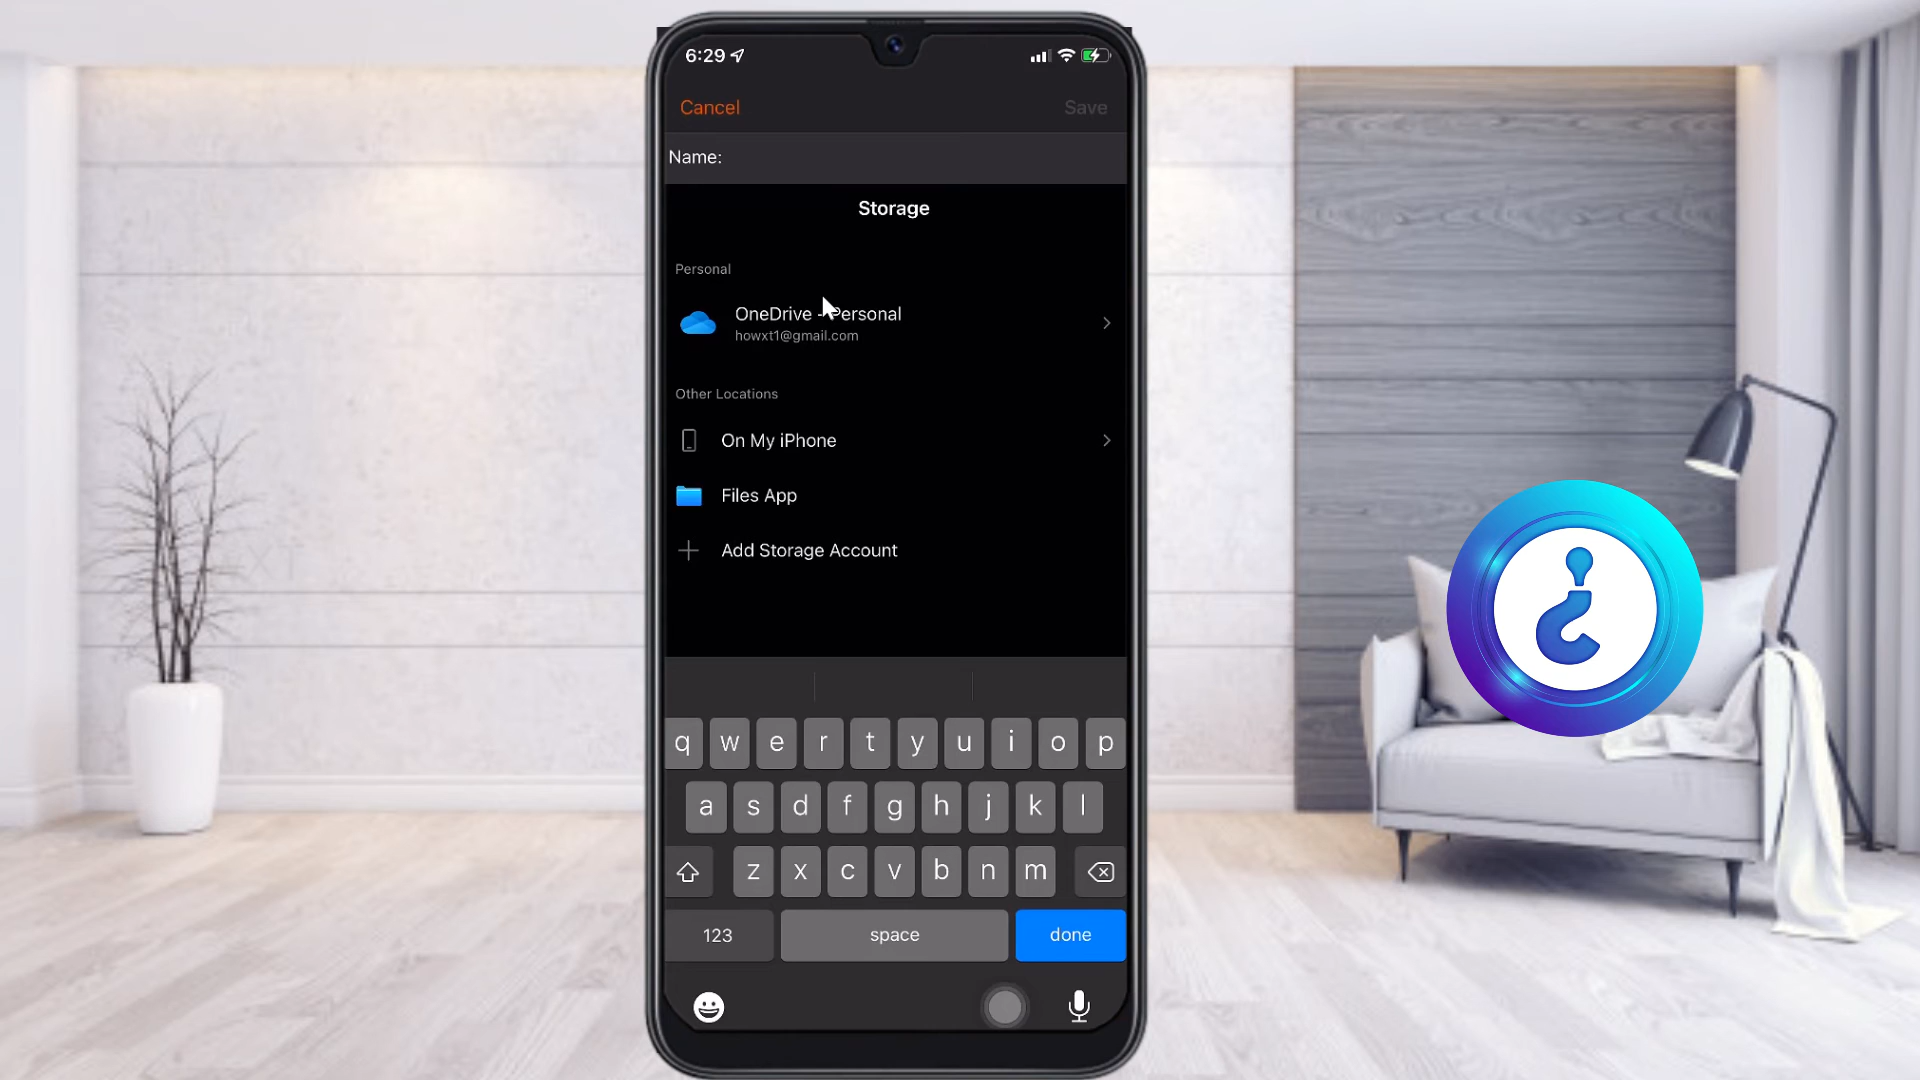 6:29
Cancel
Save
Name:
Storage
Personal
OneDrive - Personal
howxt1@gmail.com
Other Locations
On My iPhone
Files App
Add Storage Account
q w e r t y u i o p
a s d f g h j k l
z x c v b n m
123
space
done